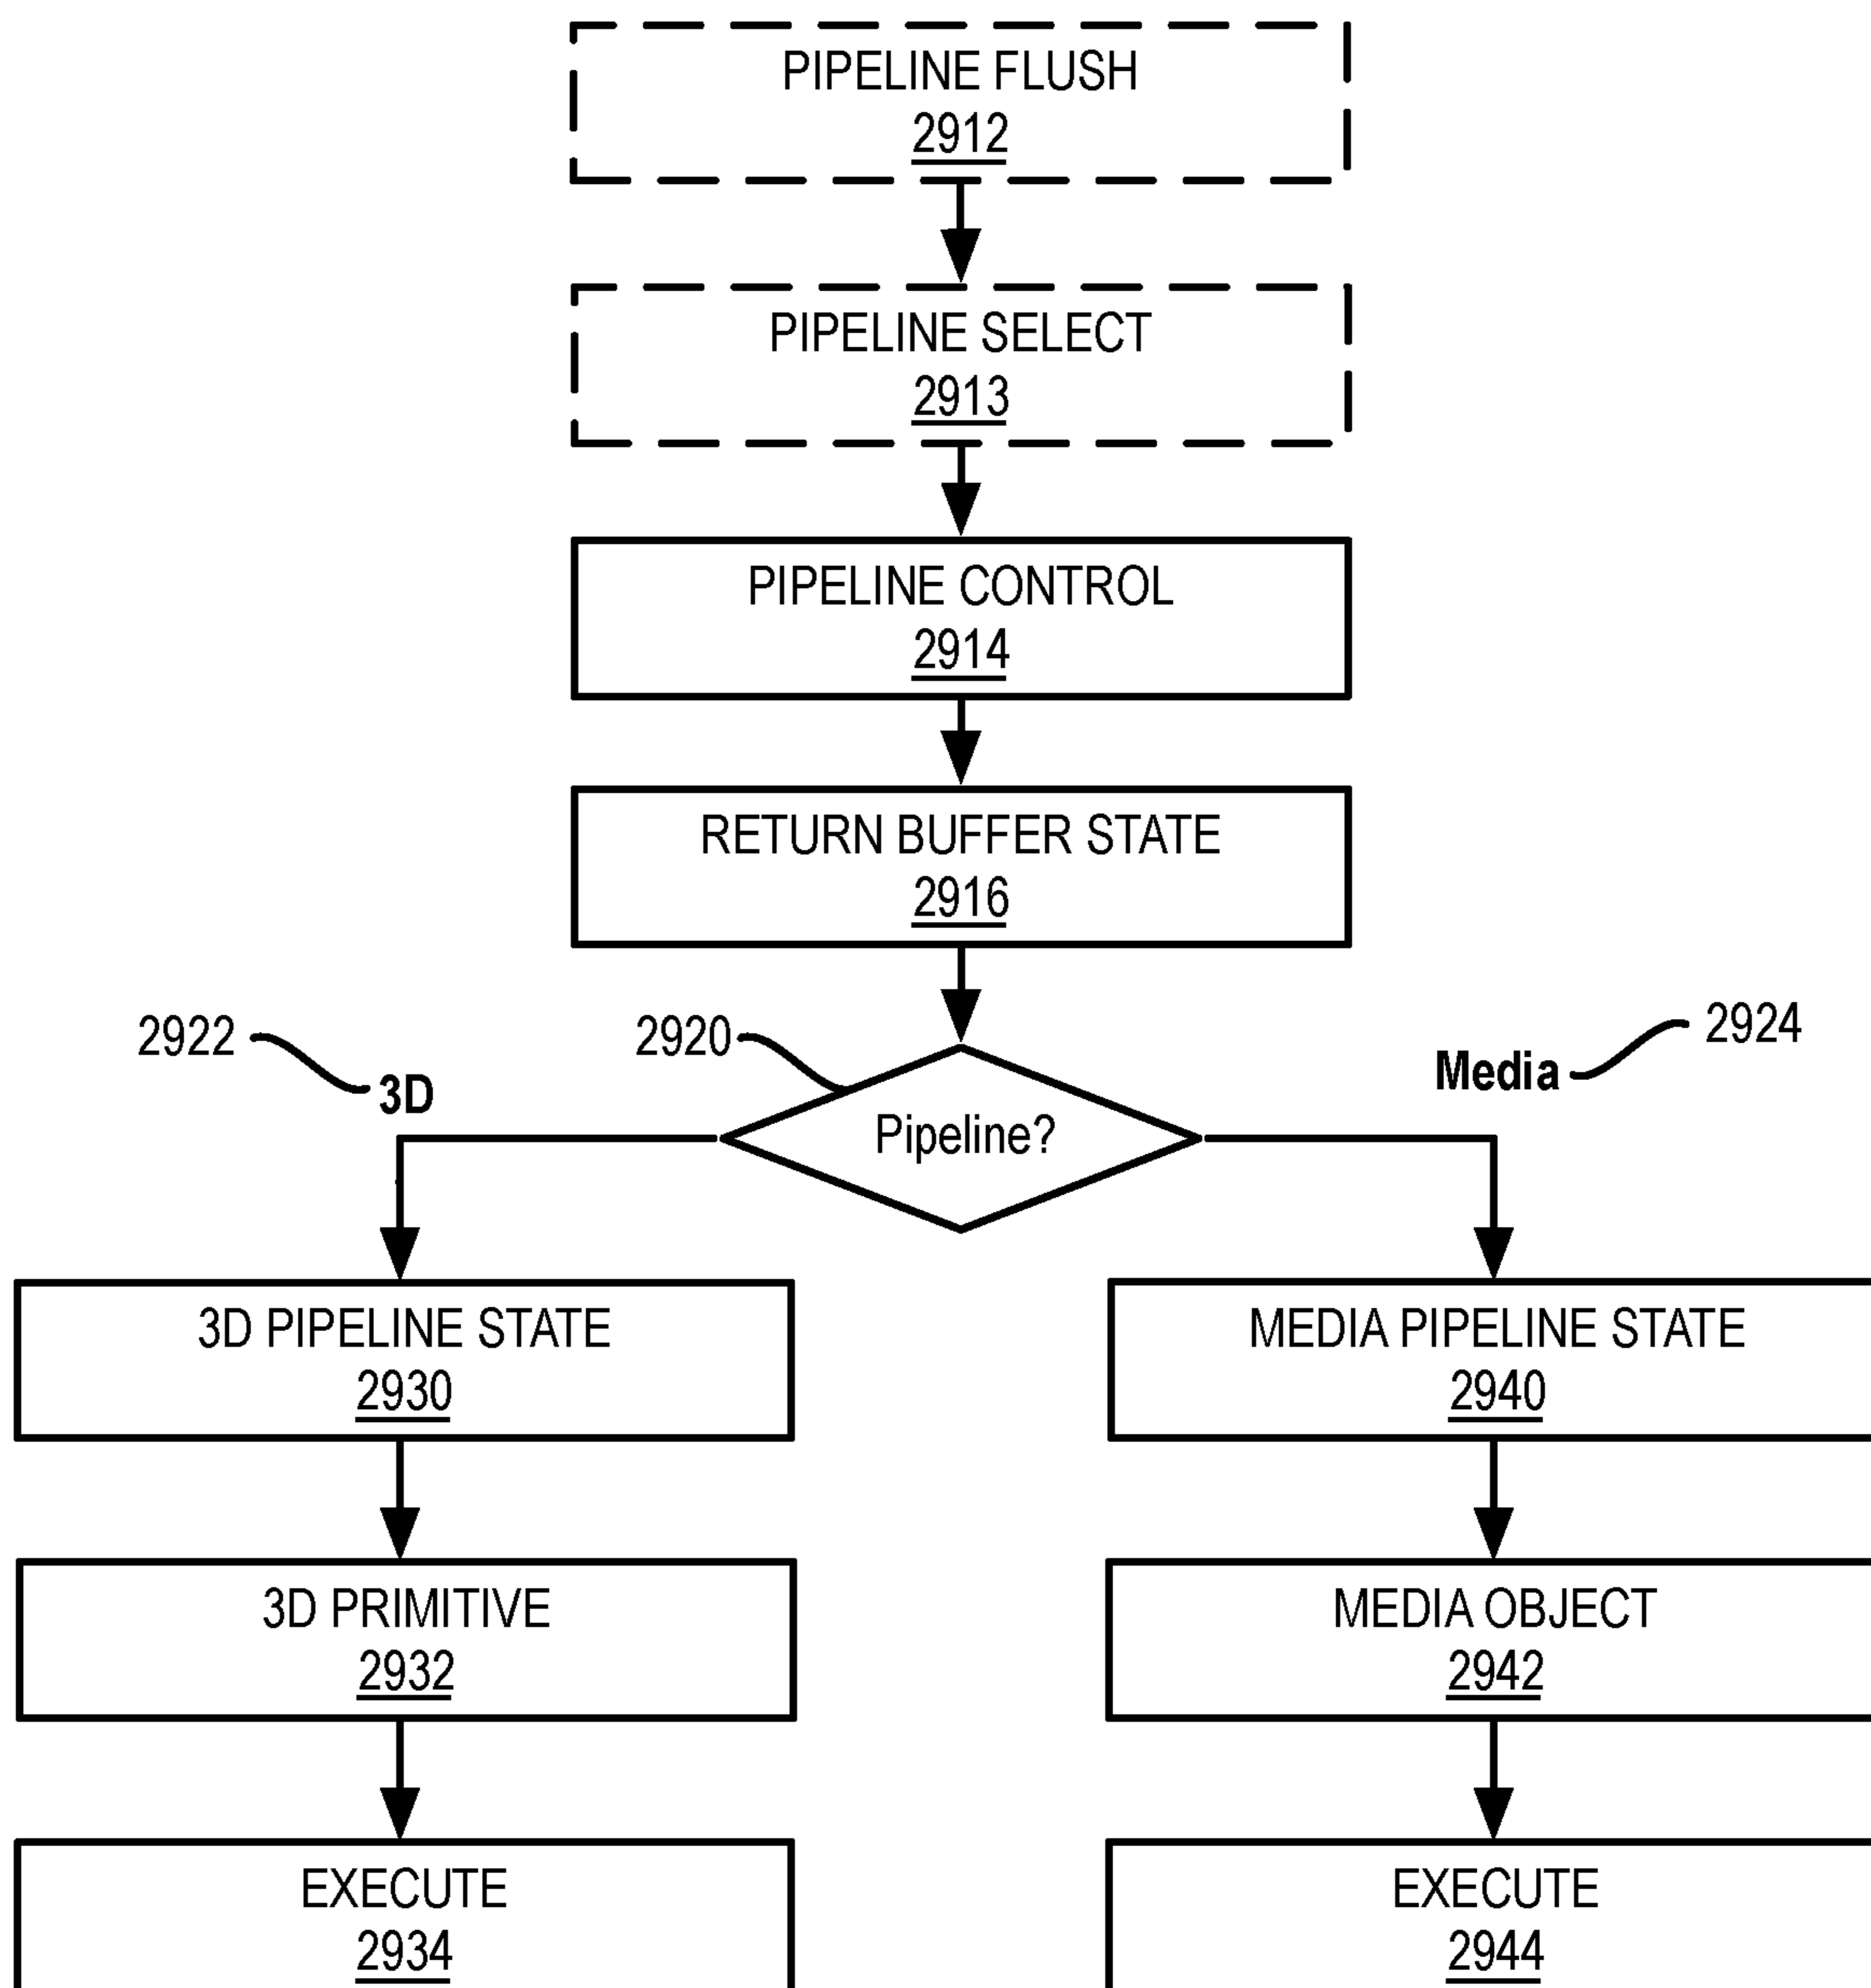 PIPELINE FLUSH
2912
PIPELINE SELECT
2913
PIPELINE CONTROL
2914
RETURN BUFFER STATE
2916
2922
2920
2924
3D
Media
Pipeline?
3D PIPELINE STATE
2930
MEDIA PIPELINE STATE
2940
3D PRIMITIVE
2932
MEDIA OBJECT
2942
EXECUTE
2934
EXECUTE
2944